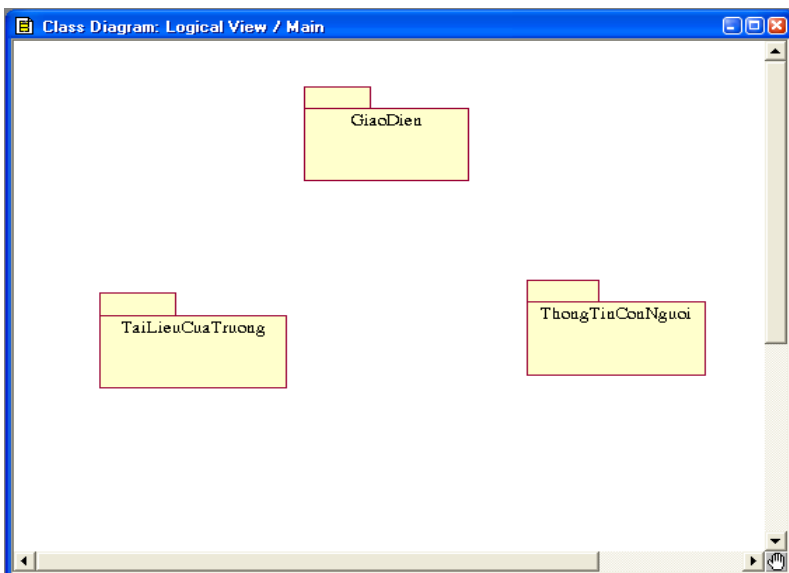 Class Diagram: Logical View / Main
GiaoDien
TaiLieuCuaTruong
ThongTinConNguoi